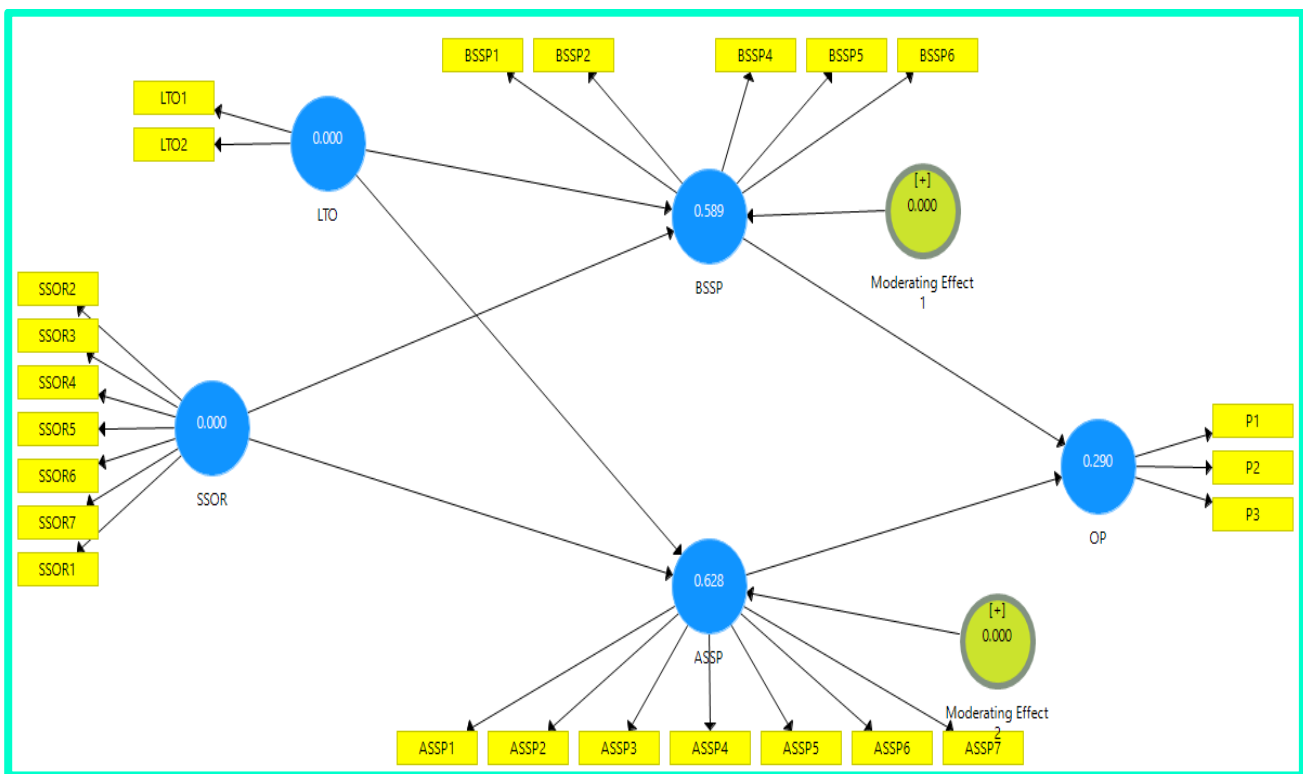 BSSP1
BSSP2
BSSP4
BSSP5
BSSP6
LTO1
LTO2
0.000
LTO
0.589
BSSP
[+]
0.000
Moderating Effect
1
SSOR2
SSOR3
SSOR4
SSOR5
SSOR6
SSOR7
SSOR1
0.000
SSOR
P1
P2
P3
0.290
OP
0.628
ASSP
[+]
0.000
Moderating Effect
2
ASSP1
ASSP2
ASSP3
ASSP4
ASSP5
ASSP6
ASSP7